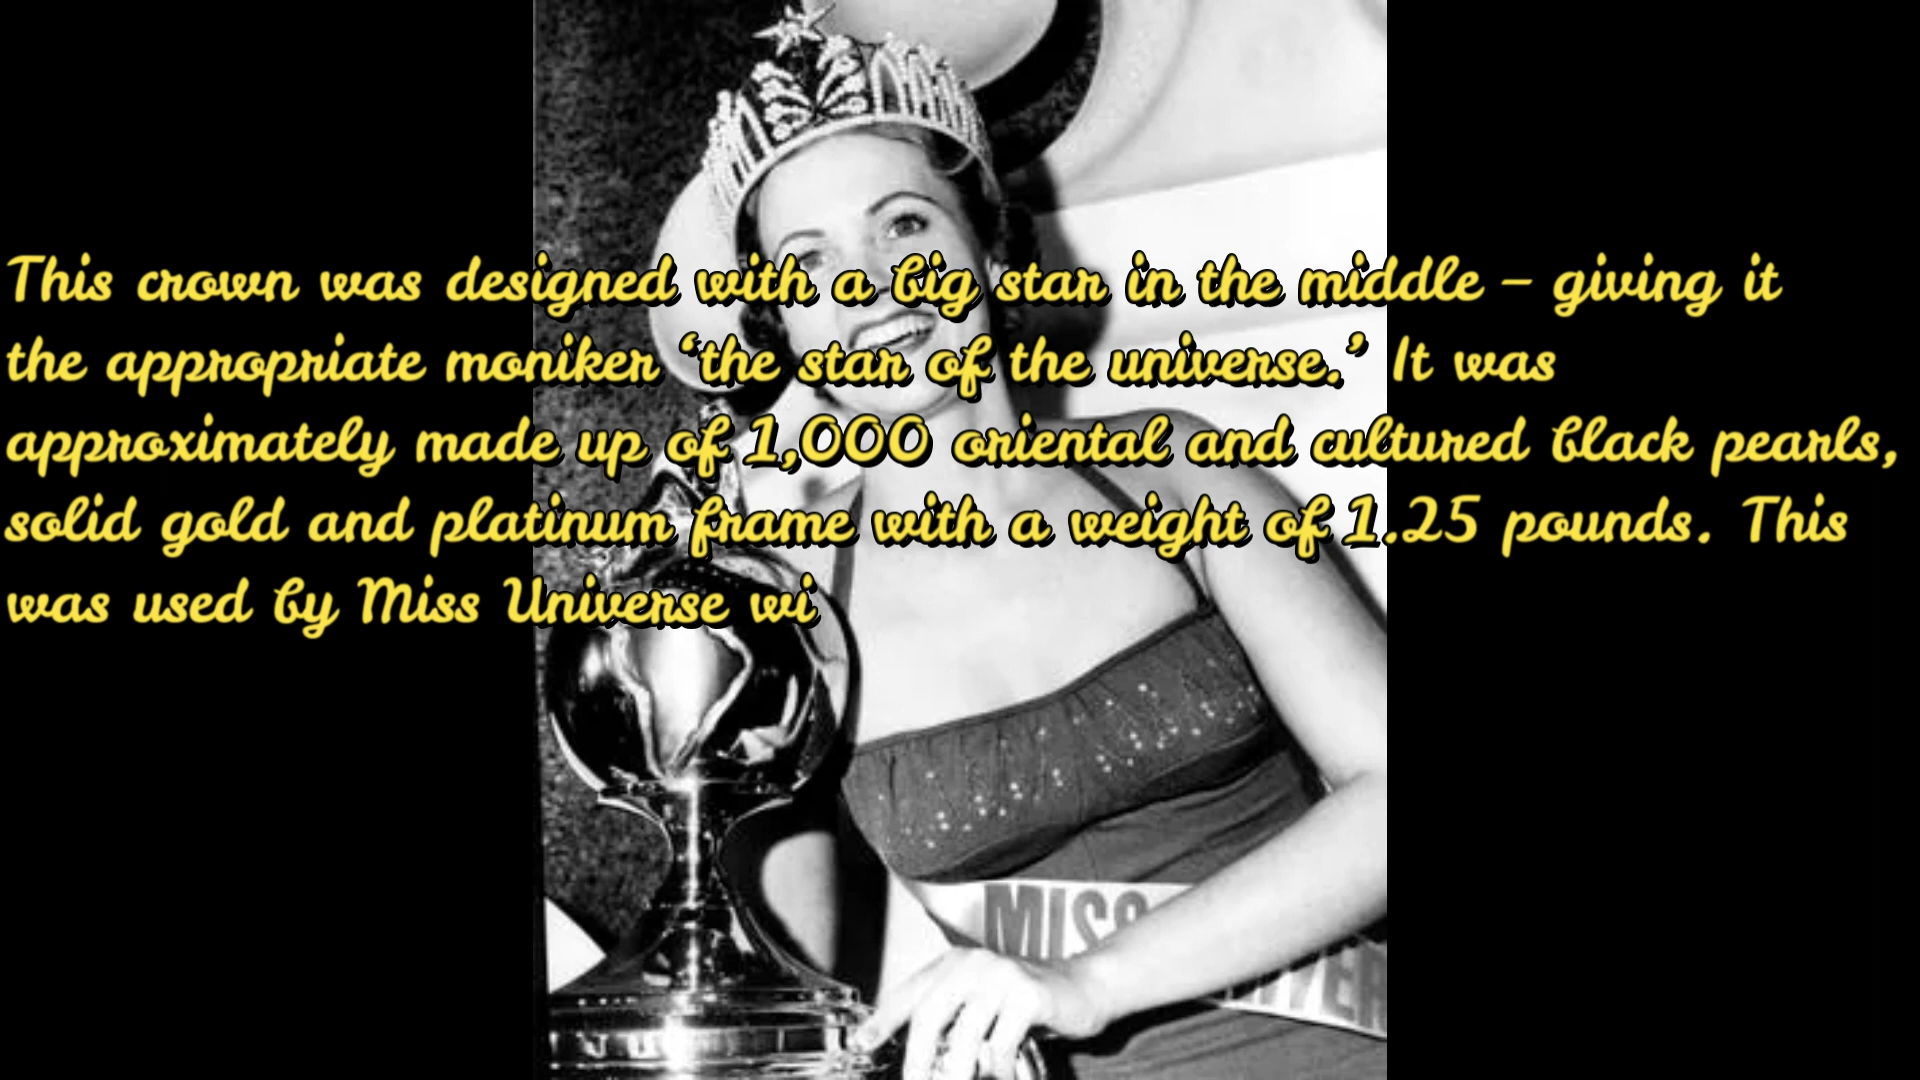 This crown was designed with a big star in the middle – giving it
the appropriate moniker ‘the star of the universe.’ It was
approximately made up of 1,000 oriental and cultured black pearls,
solid gold and platinum frame with a weight of 1.25 pounds. This
was used by Miss Universe wi
MISS